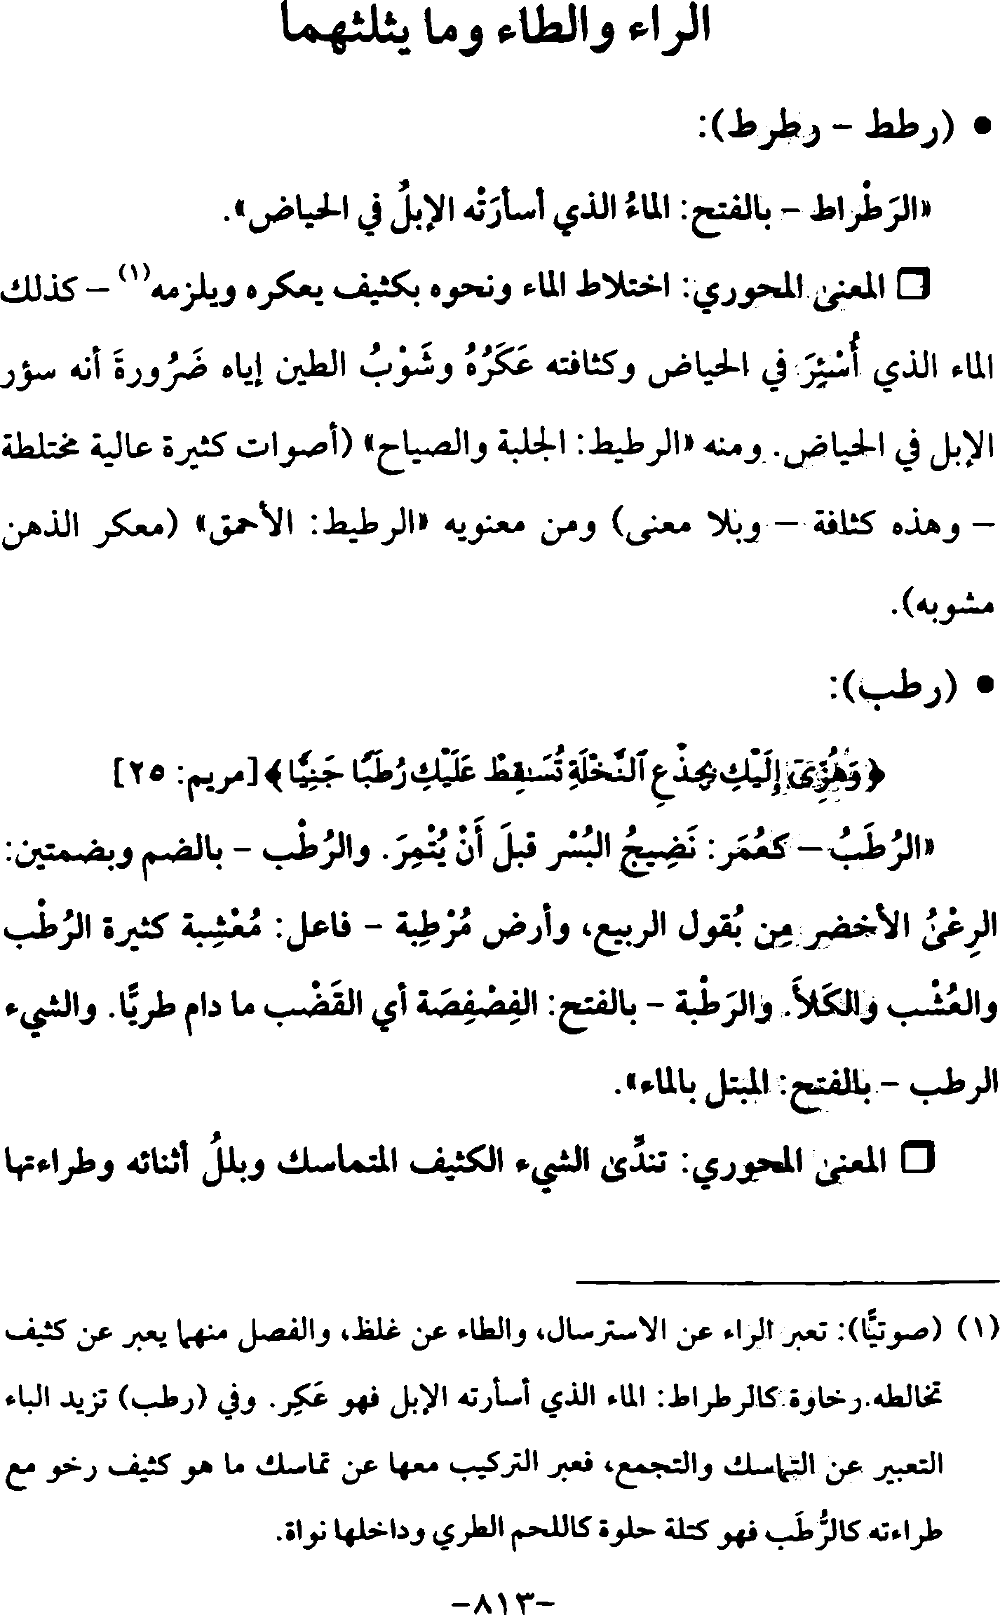 الراء والطاء وما يثلثهما
• (رطط – رطرط):
«الرَطْراط – بالفتح: الماءُ الذي أسأرَتْه الإبلُ في الحياض».
□ المعنى المحوري: اختلاط الماء ونحوه بكثيف يعكره ويلزمه(١) – كذلك
الماء الذي أُسْئِرَ في الحياض وكثافته عَكَرُهُ وشَوْبُ الطين إياه ضَرُورةَ أنه سؤر
الإبل في الحياض. ومنه «الرطيط: الجلبة والصياح» (أصوات كثيرة عالية مختلطة
– وهذه كثافة – وبلا معنى) ومن معنويه «الرطيط: الأحمق» (معكر الذهن
مشوبه).
• (رطب):
﴿وَهُزِّىٓ إِلَيْكِ بِجِذْعِ ٱلنَّخْلَةِ تُسَـٰقِطْ عَلَيْكِ رُطَبًا جَنِيًّا﴾ [مريم: ٢٥]
«الرُطَبُ – كعُمَر: نَضِيجُ البُسْر قبلَ أَنْ يُتْمِرَ. والرُطْب – بالضم وبضمتين:
الرِعْىُ الأخضر مِن بُقول الربيع، وأرض مُرْطِبة – فاعل: مُعْشِبة كثيرة الرُطْب
والعُشْب والكَلأَ. والرَطْبة – بالفتح: الفِصْفِصَة أي القَضْب ما دام طريًّا. والشيء
الرطب – بالفتح: المبتل بالماء».
□ المعنى المحوري: تندِّى الشيء الكثيف المتماسك وبللُ أثنائه وطراءتها
(١) (صوتيًّا): تعبر الراء عن الاسترسال، والطاء عن غلظ، والفصل منهما يعبر عن كثيف
تخالطه رخاوة كالرطراط: الماء الذي أسأرته الإبل فهو عَكِر. وفي (رطب) تزيد الباء
التعبير عن التماسك والتجمع، فعبر التركيب معها عن تماسك ما هو كثيف رخو مع
طراءته كالرُّطَب فهو كتلة حلوة كاللحم الطري وداخلها نواة.
–٨١٣–